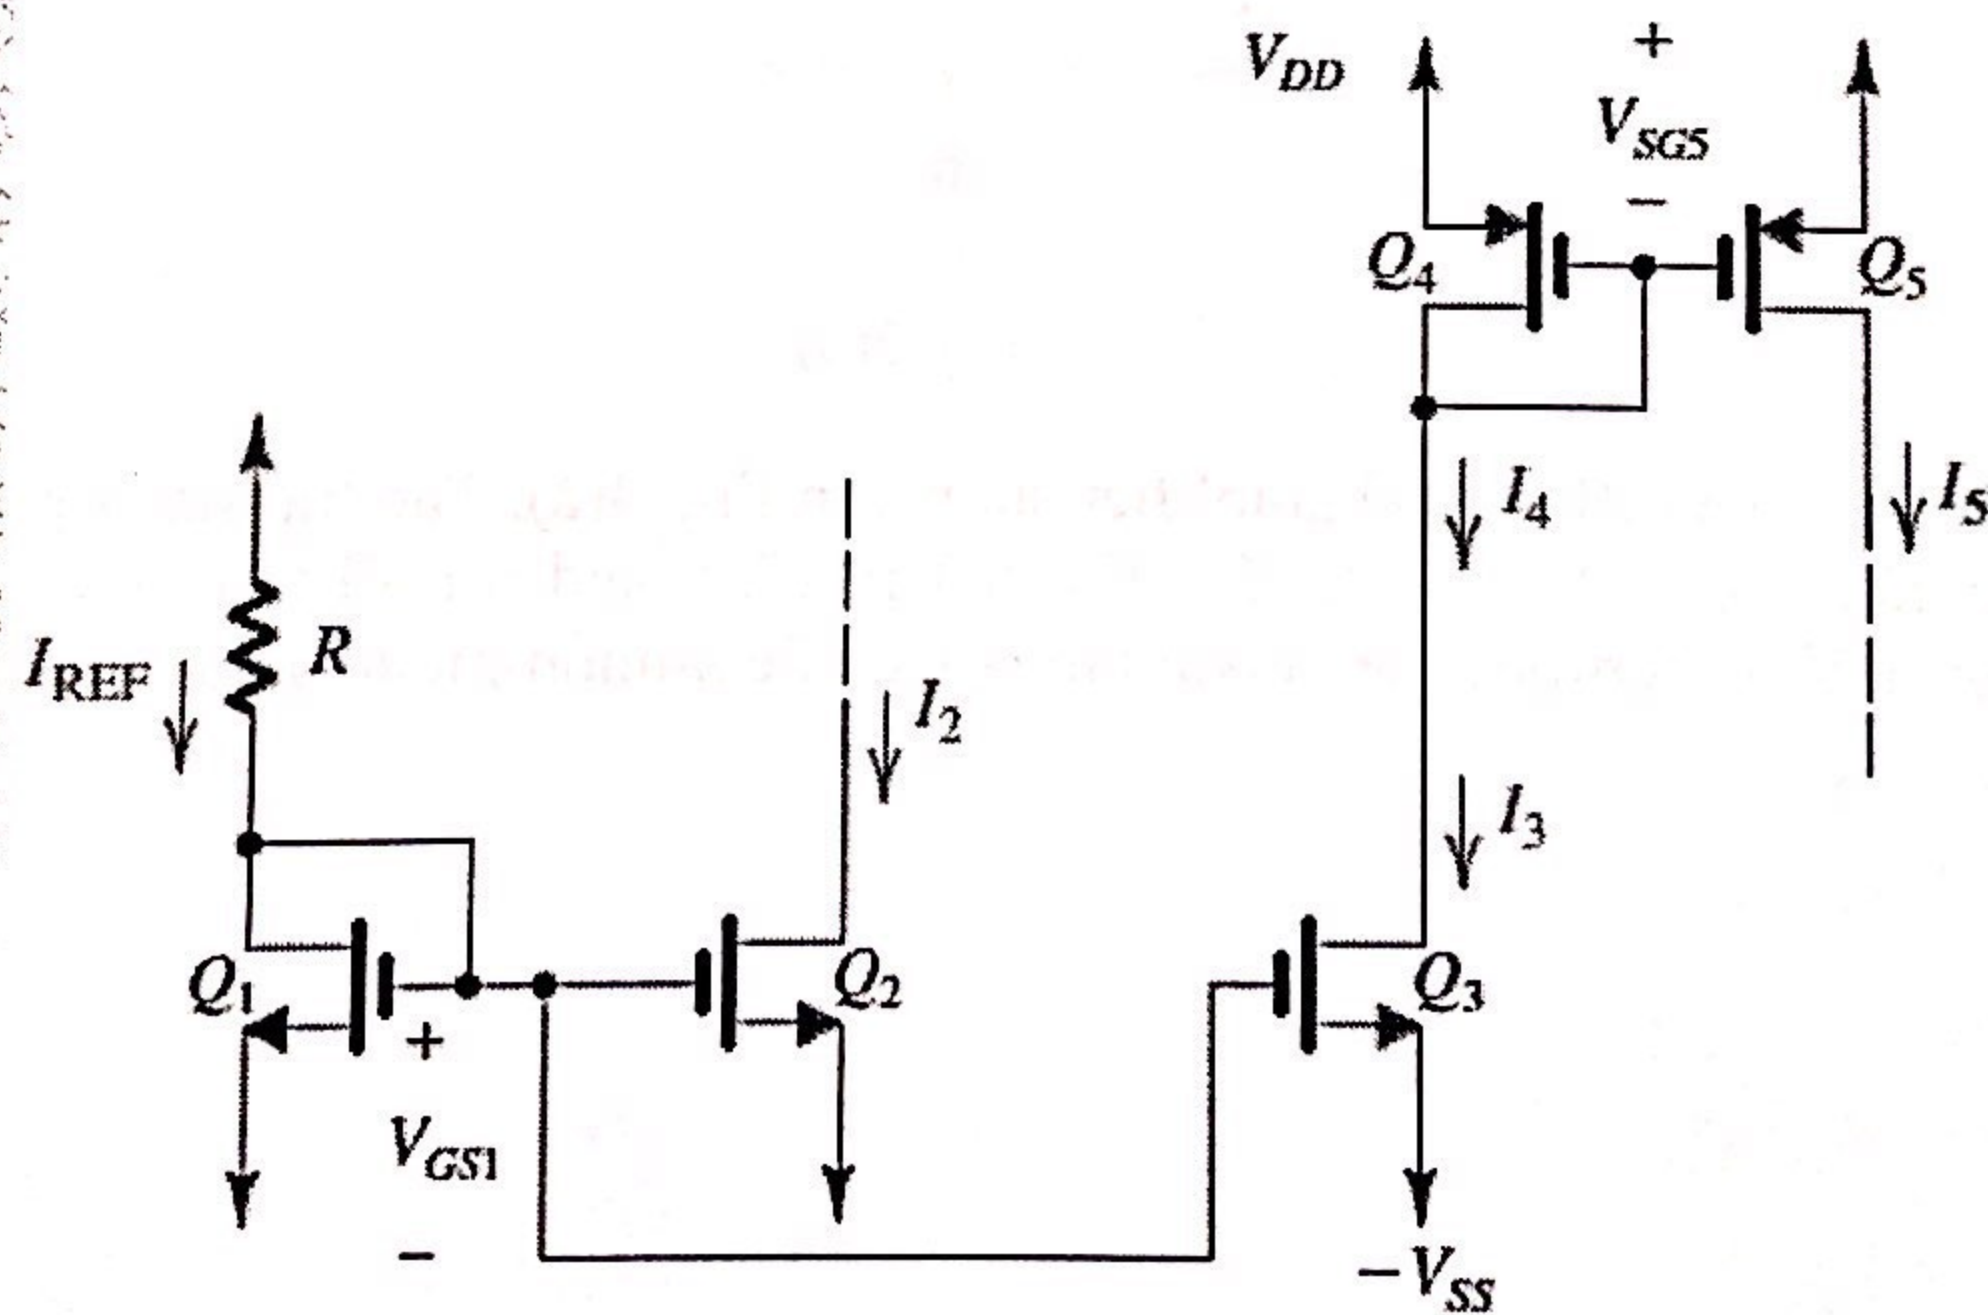 V_DD
+
V_SG5
−
Q_4
Q_5
I_4
I_5
I_REF
R
I_2
I_3
Q_1
Q_2
Q_3
+
V_GS1
−
−V_SS